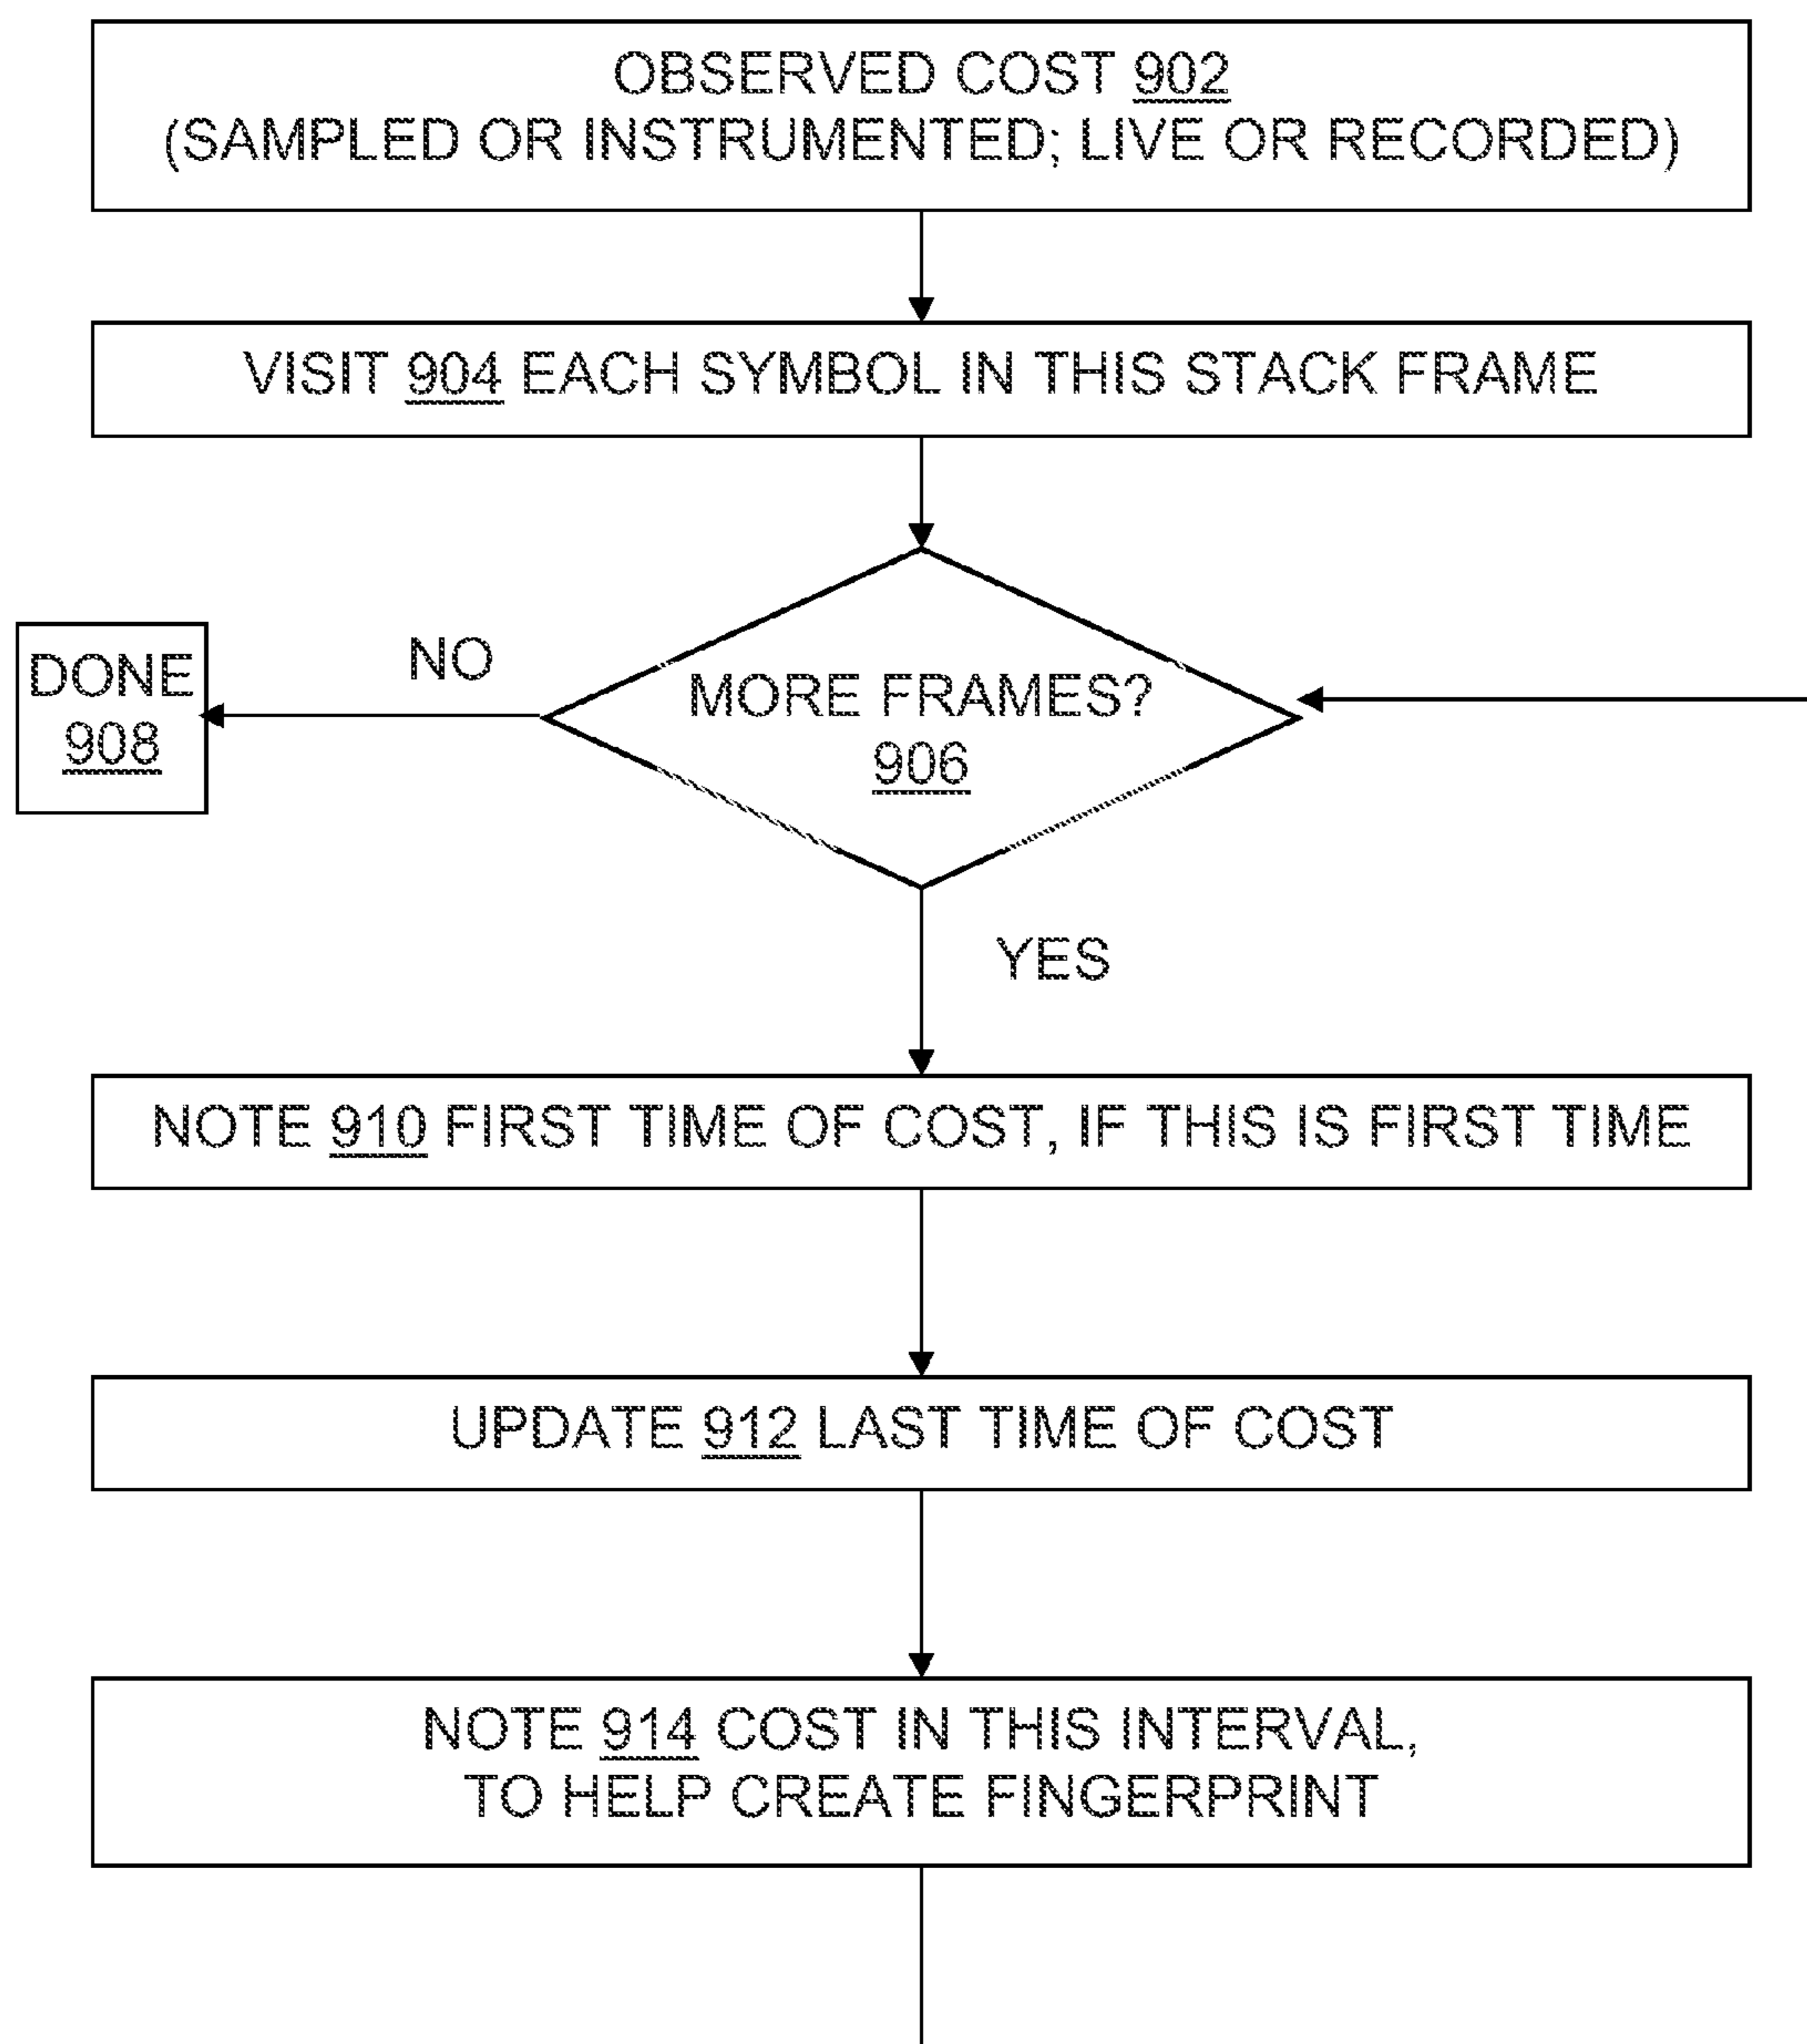 OBSERVED COST 902
(SAMPLED OR INSTRUMENTED; LIVE OR RECORDED)
VISIT 904 EACH SYMBOL IN THIS STACK FRAME
DONE
908
NO
MORE FRAMES?
906
YES
NOTE 910 FIRST TIME OF COST, IF THIS IS FIRST TIME
UPDATE 912 LAST TIME OF COST
NOTE 914 COST IN THIS INTERVAL,
TO HELP CREATE FINGERPRINT